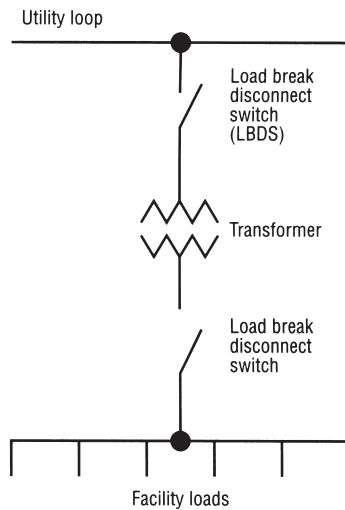 Utility loop
Load break
disconnect
switch
(LBDS)
Transformer
Load break
disconnect
switch
Facility loads